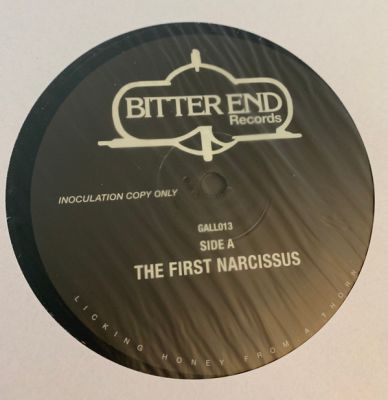 BITTER END
Records
INOCULATION COPY ONLY
GALL013
SIDE A
THE FIRST NARCISSUS
LICKING HONEY FROM A THORN